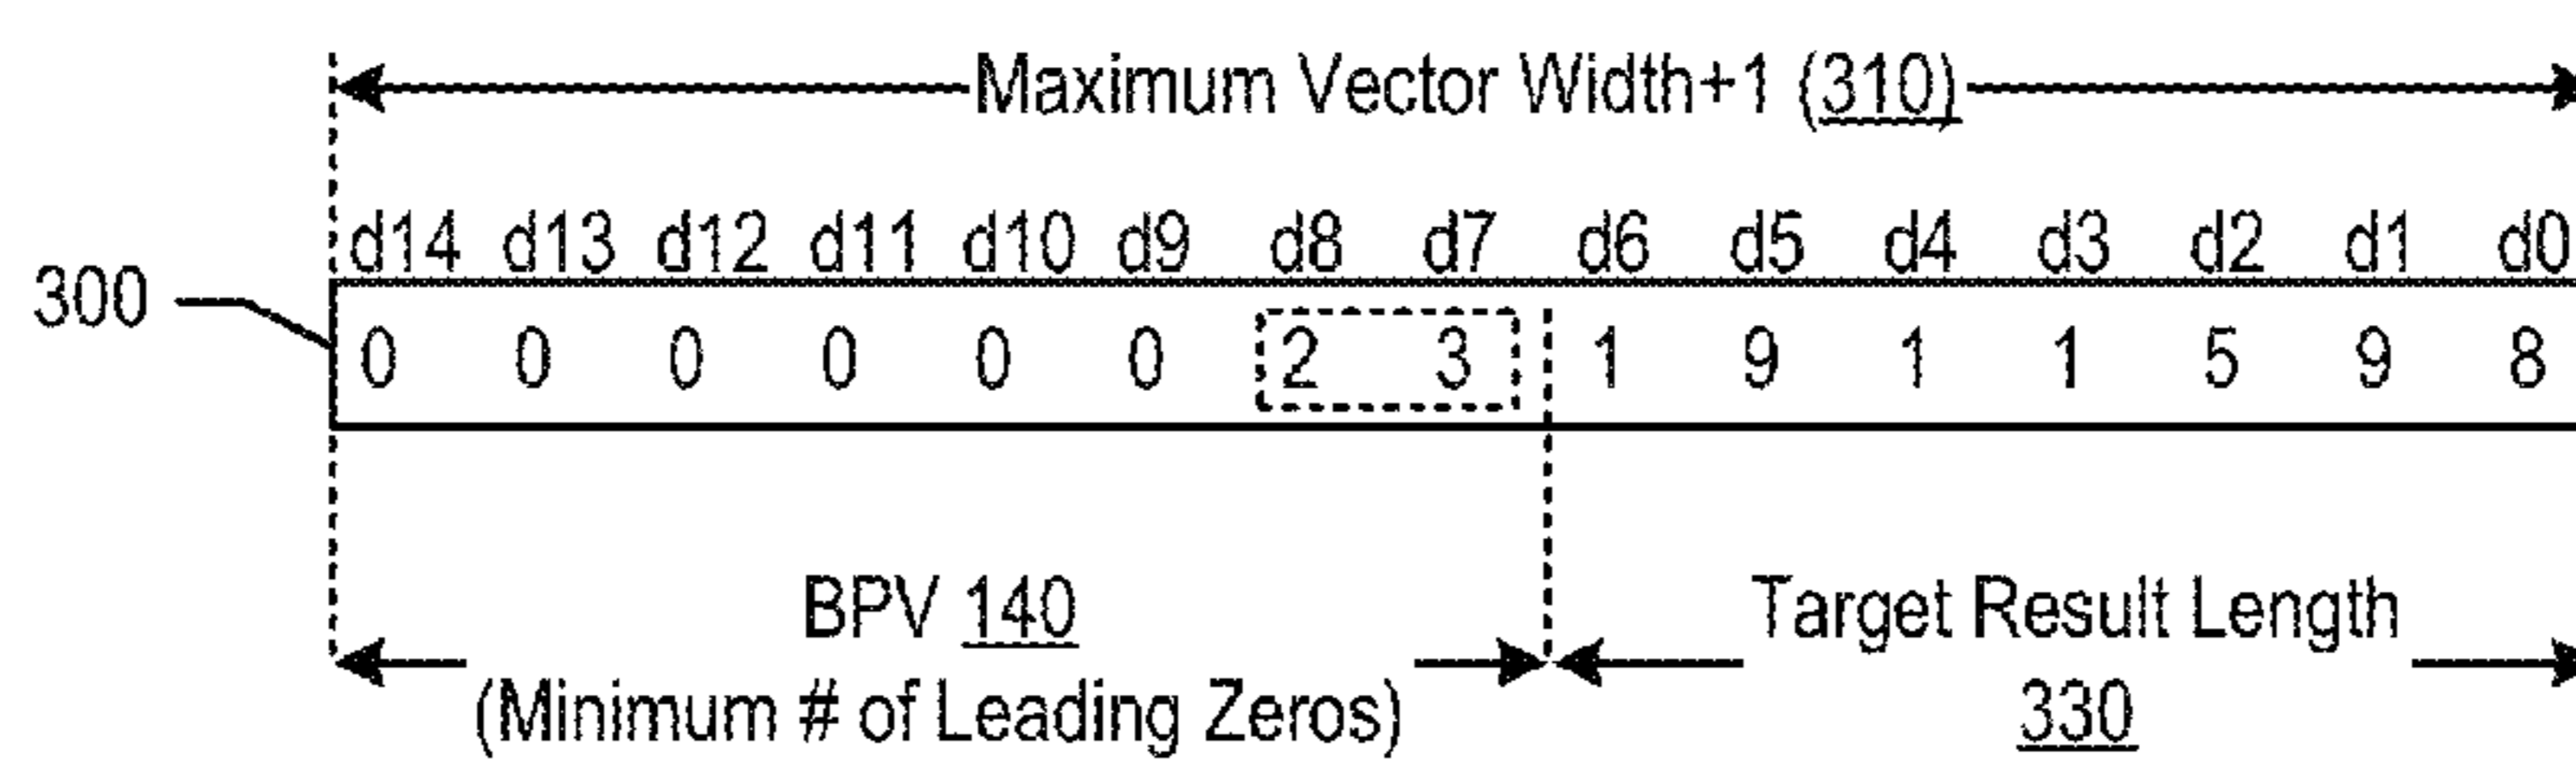 Maximum Vector Width+1 (310)
d14 d13 d12 d11 d10 d9 d8 d7 d6 d5 d4 d3 d2 d1 d0
300
0 0 0 0 0 0 2 3 1 9 1 1 5 9 8
BPV 140
(Minimum # of Leading Zeros)
Target Result Length
330